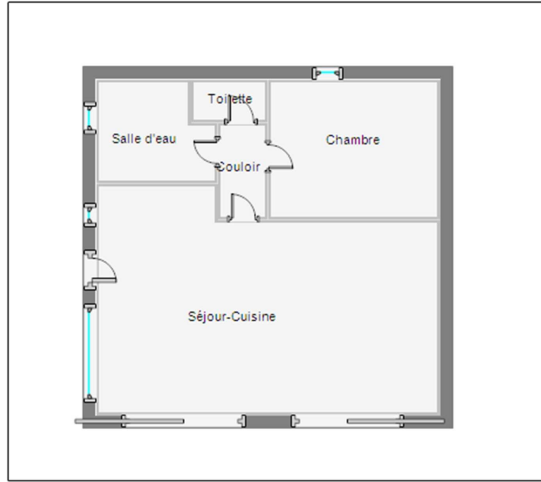 Toilette
Salle d'eau
Chambre
Couloir
Séjour-Cuisine